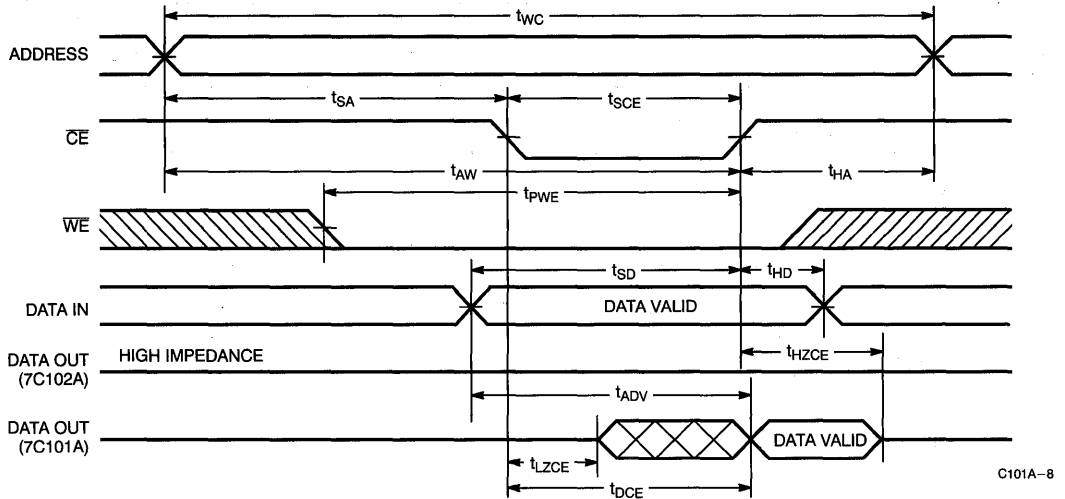 tWC
ADDRESS
tSA
tSCE
CE
tAW
tHA
tPWE
WE
tSD
tHD
DATA IN
DATA VALID
DATA OUT
(7C102A)
HIGH IMPEDANCE
tHZCE
tADV
DATA OUT
(7C101A)
DATA VALID
tLZCE
tDCE
C101A-8